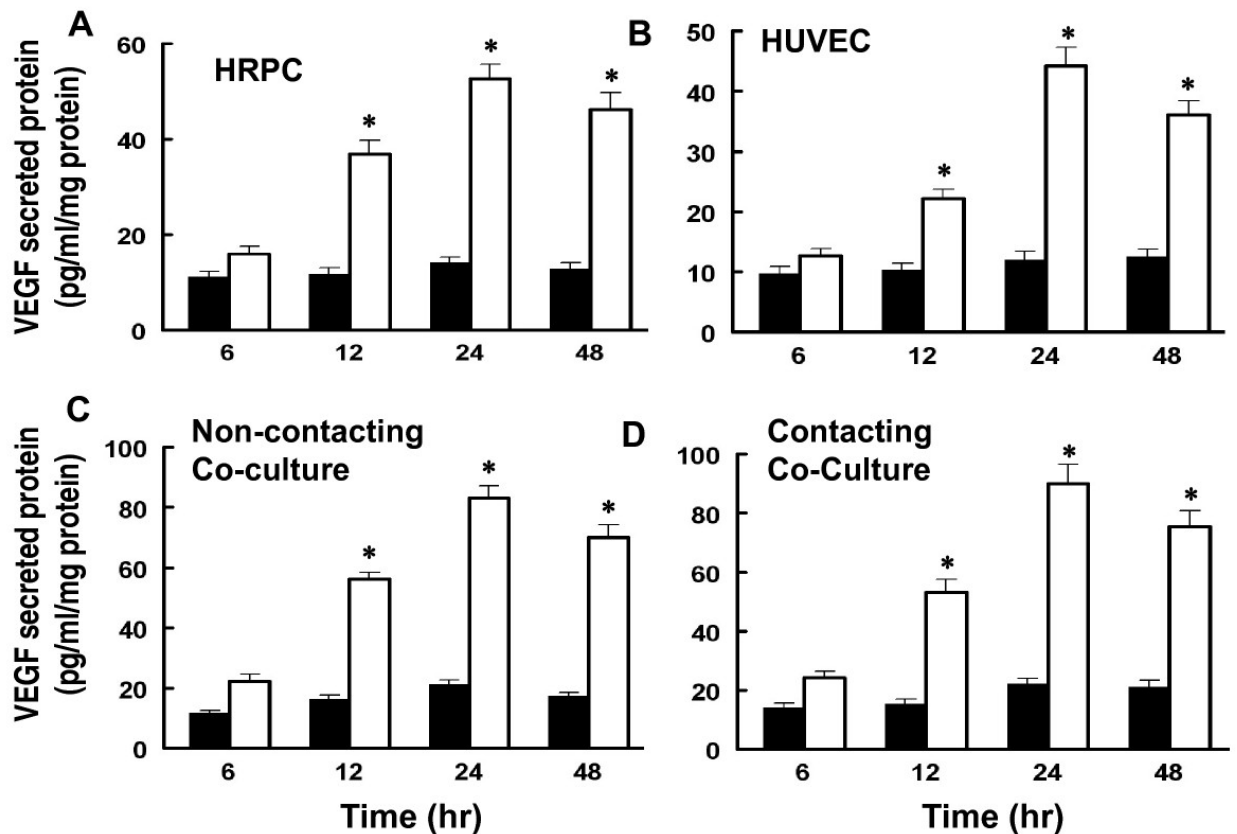 A
HRPC
VEGF secreted protein
(pg/ml/mg protein)
60
40
20
0
*
*
*
6 12 24 48
B
HUVEC
50
40
30
20
10
0
*
*
*
6 12 24 48
C
Non-contacting
Co-culture
VEGF secreted protein
(pg/ml/mg protein)
100
80
60
40
20
0
*
*
*
6 12 24 48
Time (hr)
D
Contacting
Co-Culture
100
80
60
40
20
0
*
*
*
6 12 24 48
Time (hr)